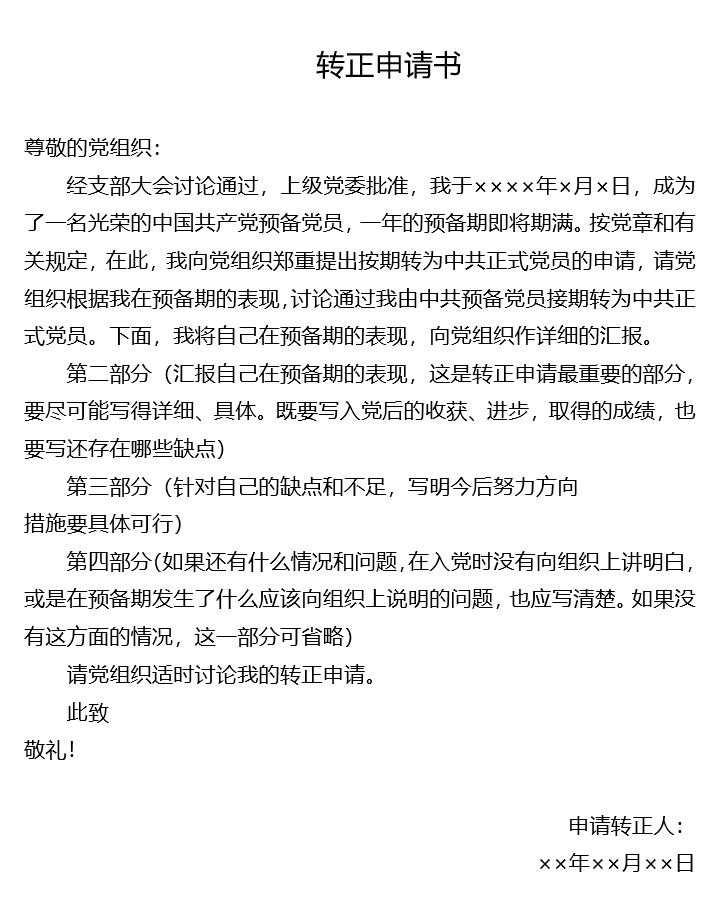 转正申请书
尊敬的党组织：
经支部大会讨论通过，上级党委批准，我于××××年×月×日，成为
了一名光荣的中国共产党预备党员，一年的预备期即将期满。按党章和有
关规定，在此，我向党组织郑重提出按期转为中共正式党员的申请，请党
组织根据我在预备期的表现，讨论通过我由中共预备党员接期转为中共正
式党员。下面，我将自己在预备期的表现，向党组织作详细的汇报。
第二部分（汇报自己在预备期的表现，这是转正申请最重要的部分，
要尽可能写得详细、具体。既要写入党后的收获、进步，取得的成绩，也
要写还存在哪些缺点）
第三部分（针对自己的缺点和不足，写明今后努力方向
措施要具体可行）
第四部分（如果还有什么情况和问题，在入党时没有向组织上讲明白，
或是在预备期发生了什么应该向组织上说明的问题，也应写清楚。如果没
有这方面的情况，这一部分可省略）
请党组织适时讨论我的转正申请。
此致
敬礼！
申请转正人：
××年××月××日